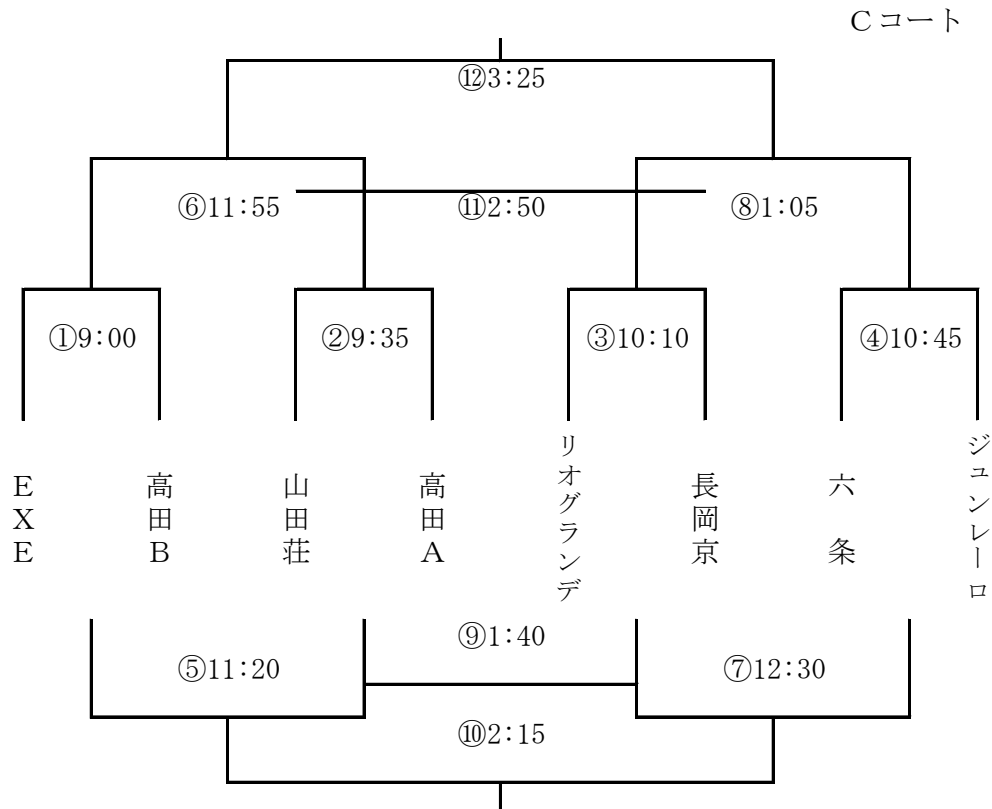 Cコート
⑫3:25
⑥11:55
⑪2:50
⑧1:05
①9:00
②9:35
③10:10
④10:45
EXE
高田B
山田荘
高田A
リオグランデ
長岡京
六条
ジュンレーロ
⑨1:40
⑤11:20
⑦12:30
⑩2:15